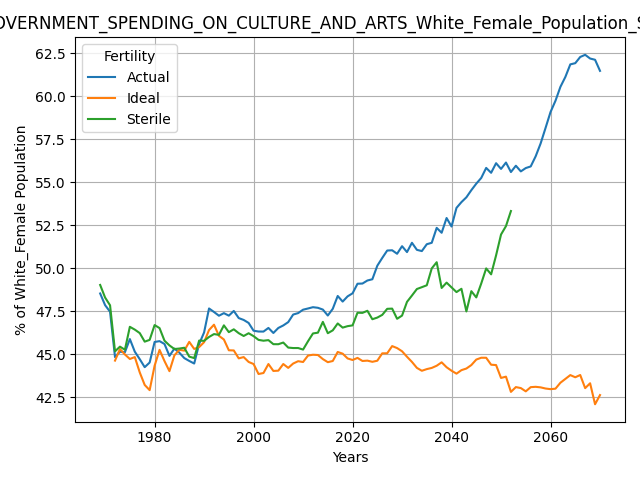 OVERNMENT_SPENDING_ON_CULTURE_AND_ARTS_White_Female_Population_S
Fertility
Actual
Ideal
Sterile
62.5
60.0
57.5
55.0
52.5
50.0
47.5
45.0
42.5
% of White_Female Population
1980
2000
2020
2040
2060
Years